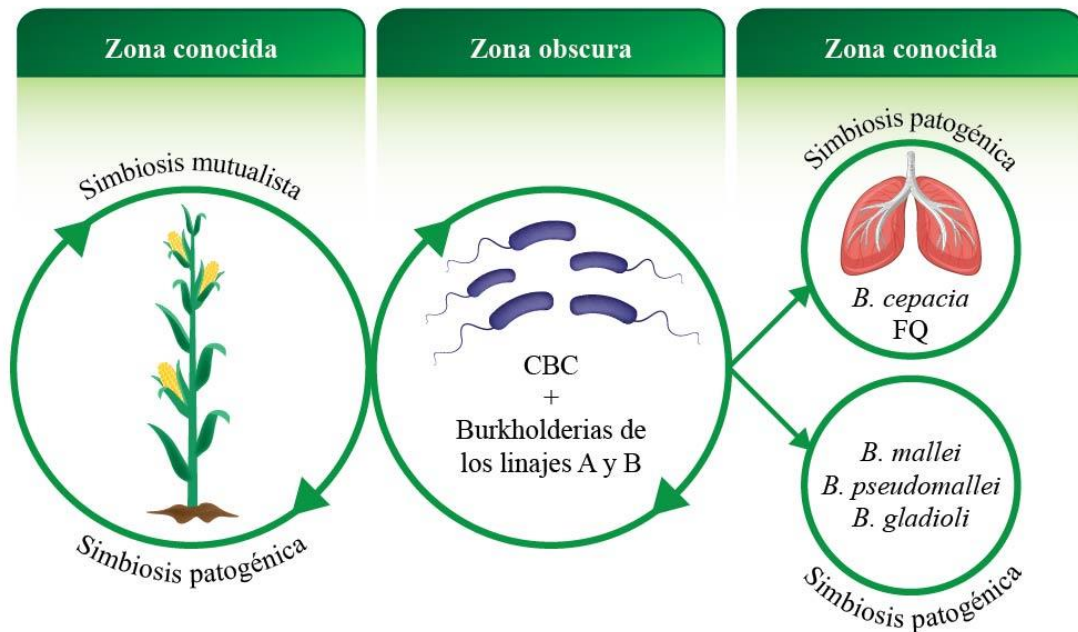 Zona conocida
Simbiosis mutualista
Simbiosis patogénica
Zona obscura
CBC
+
Burkholderias de
los linajes A y B
Zona conocida
Simbiosis patogénica
B. cepacia
FQ
B. mallei
B. pseudomallei
B. gladioli
Simbiosis patogénica